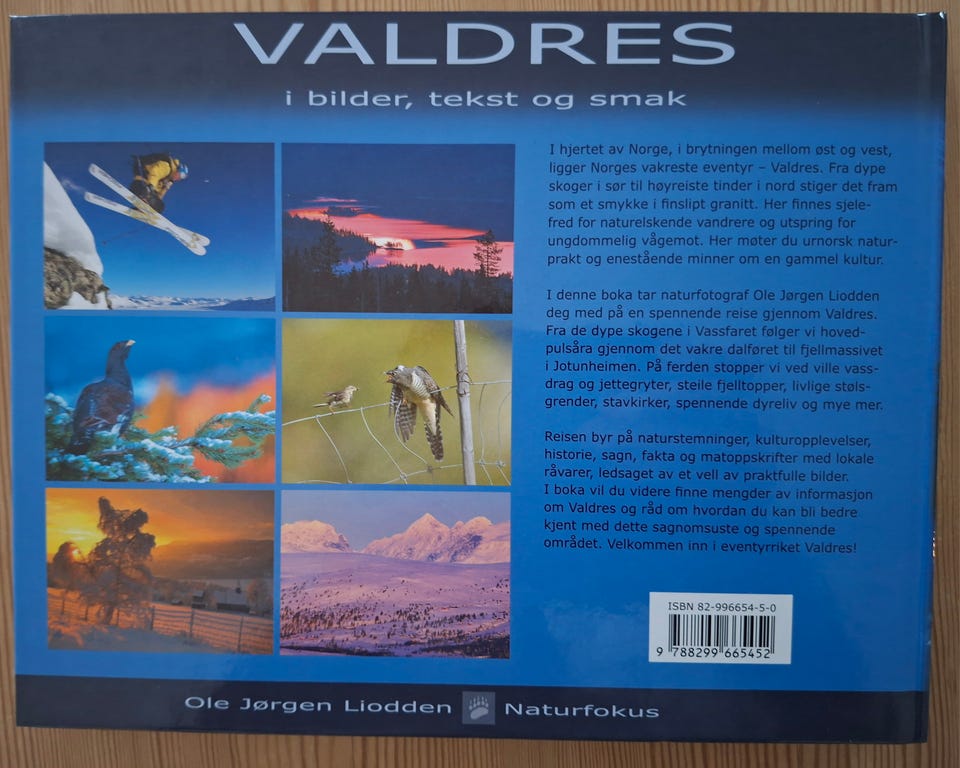 VALDRES
i bilder, tekst og smak
I hjertet av Norge, i brytningen mellom øst og vest,
ligger Norges vakreste eventyr – Valdres. Fra dype
skoger i sør til høyreiste tinder i nord stiger det fram
som et smykke i finslipt granitt. Her finnes sjele-
fred for naturelskende vandrere og utspring for
ungdommelig vågemot. Her møter du urnorsk natur-
prakt og enestående minner om en gammel kultur.
I denne boka tar naturfotograf Ole Jørgen Liodden
deg med på en spennende reise gjennom Valdres.
Fra de dype skogene i Vassfaret følger vi hoved-
pulsåra gjennom det vakre dalføret til fjellmassivet
i Jotunheimen. På ferden stopper vi ved ville vass-
drag og jettegryter, steile fjelltopper, livlige støls-
grender, stavkirker, spennende dyreliv og mye mer.
Reisen byr på naturstemninger, kulturopplevelser,
historie, sagn, fakta og matoppskrifter med lokale
råvarer, ledsaget av et vell av praktfulle bilder.
I boka vil du videre finne mengder av informasjon
om Valdres og råd om hvordan du kan bli bedre
kjent med dette sagnomsuste og spennende
området. Velkommen inn i eventyrriket Valdres!
ISBN 82-996654-5-0
9 788299 665452
Ole Jørgen Liodden Naturfokus